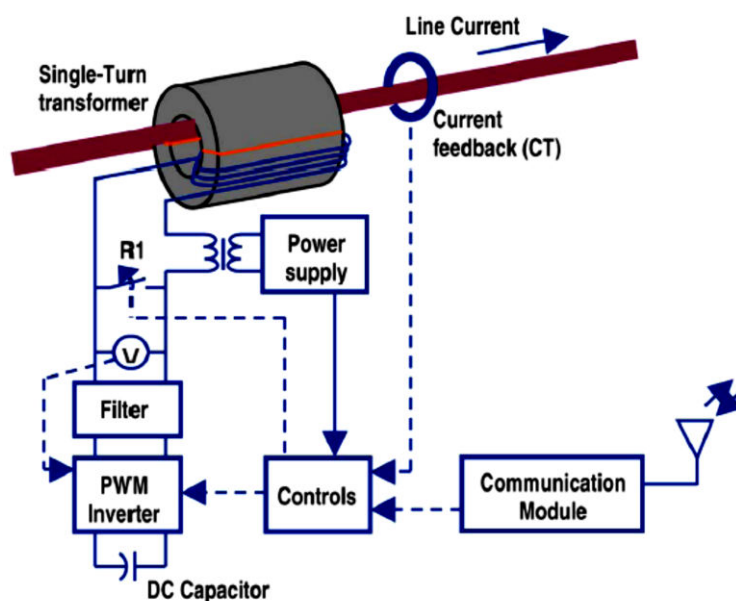 Line Current
Single-Turn
transformer
Current
feedback (CT)
R1
Power
supply
V
Filter
PWM
Inverter
Controls
Communication
Module
DC Capacitor